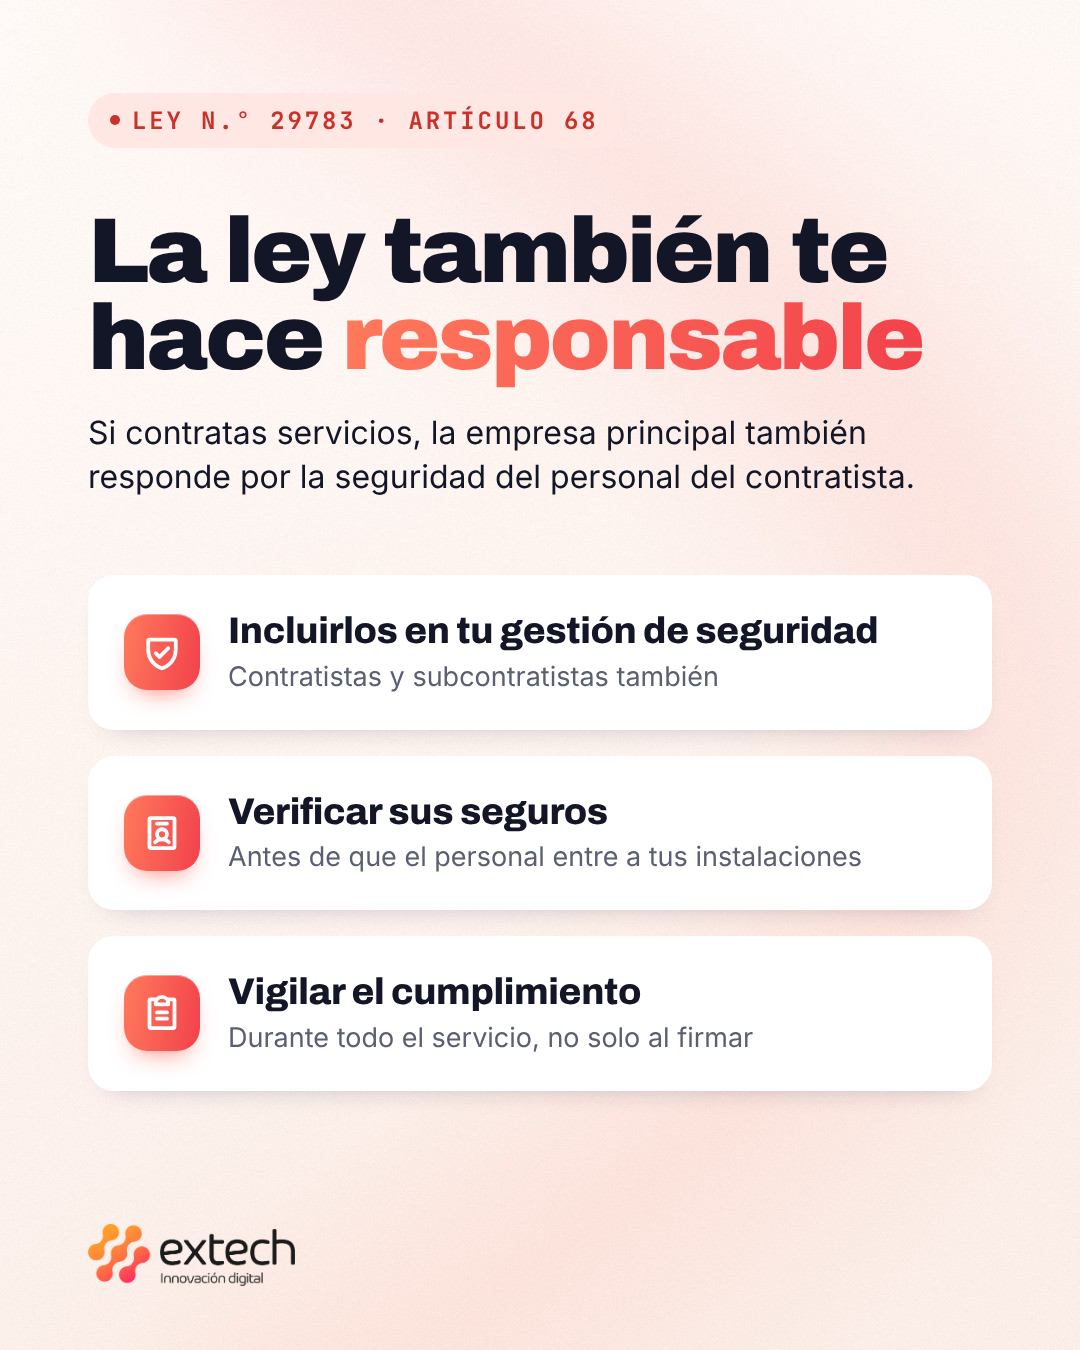 LEY N.° 29783 · ARTÍCULO 68
La ley también te
hace responsable
Si contratas servicios, la empresa principal también
responde por la seguridad del personal del contratista.
Incluirlos en tu gestión de seguridad
Contratistas y subcontratistas también
Verificar sus seguros
Antes de que el personal entre a tus instalaciones
Vigilar el cumplimiento
Durante todo el servicio, no solo al firmar
extech
Innovación digital